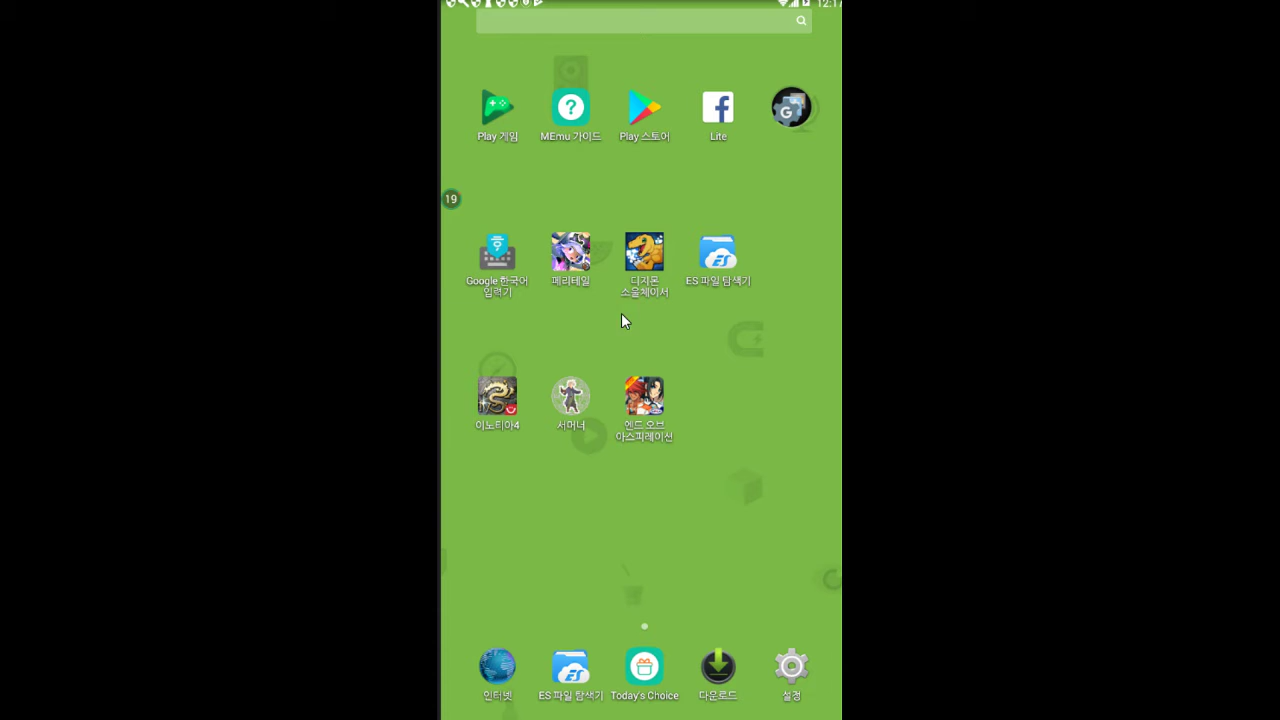 12:17
Play 게임
MEmu 가이드
Play 스토어
Lite
G
19
Google 한국어
입력기
페리테일
디지몬
소울체이서
ES 파일 탐색기
이노티아4
서머너
엔드 오브
아스피레이션
인터넷
ES 파일 탐색기
Today's Choice
다운로드
설정